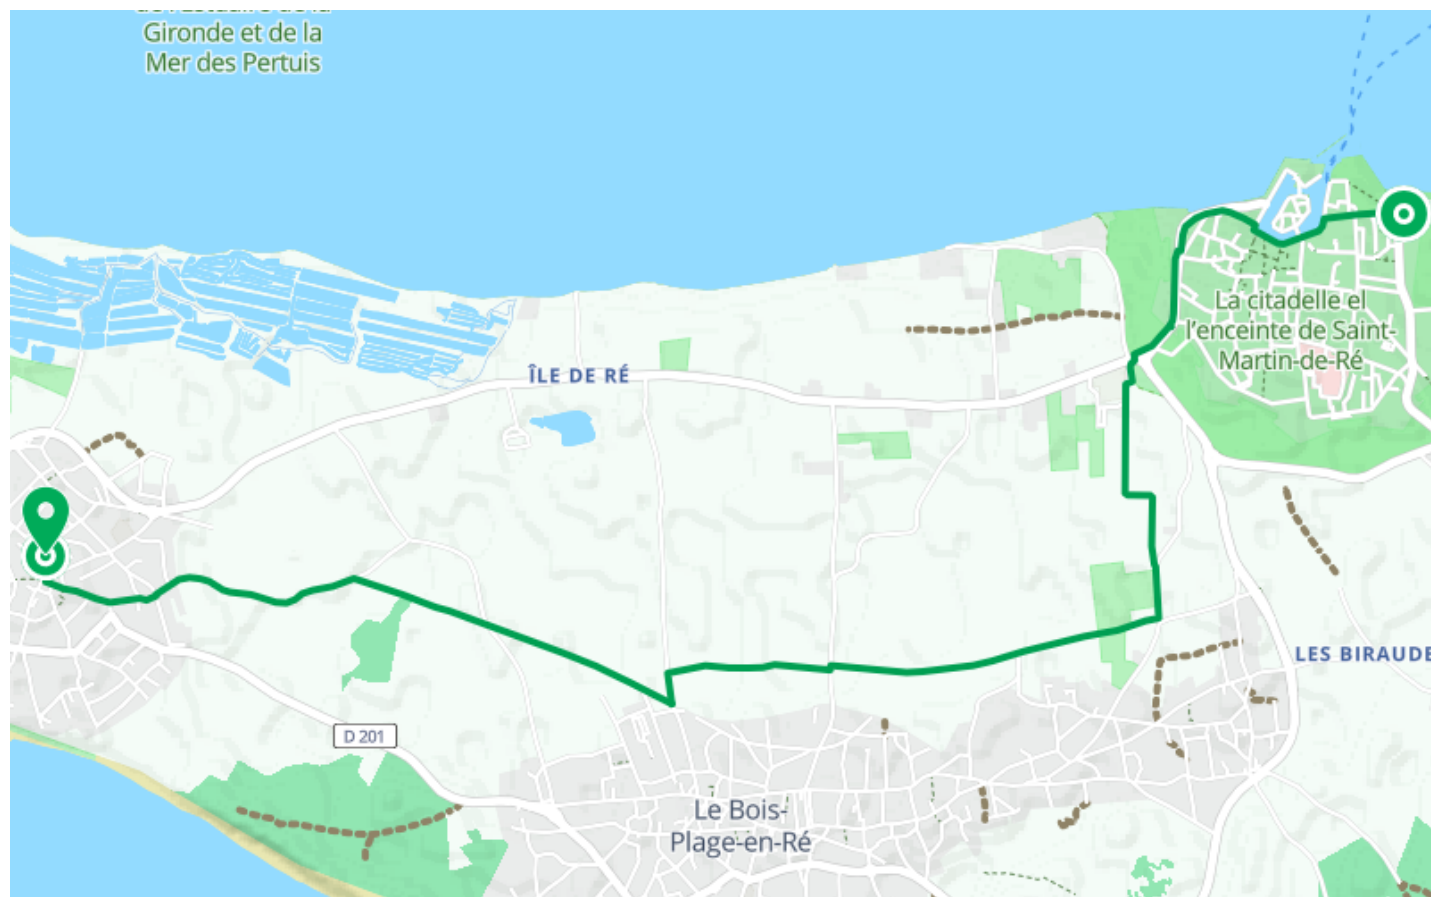 Gironde et de la
Mer des Pertuis
La citadelle el
l'enceinte de Saint-
Martin-de-Ré
ÎLE DE RÉ
LES BIRAUDE
D 201
Le Bois-
Plage-en-Ré